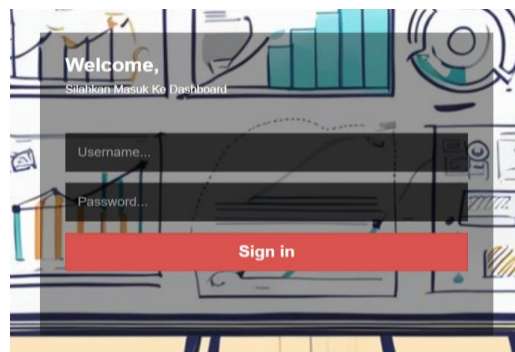 Welcome,
Silahkan Masuk Ke Dashboard
Username...
Password...
Sign in